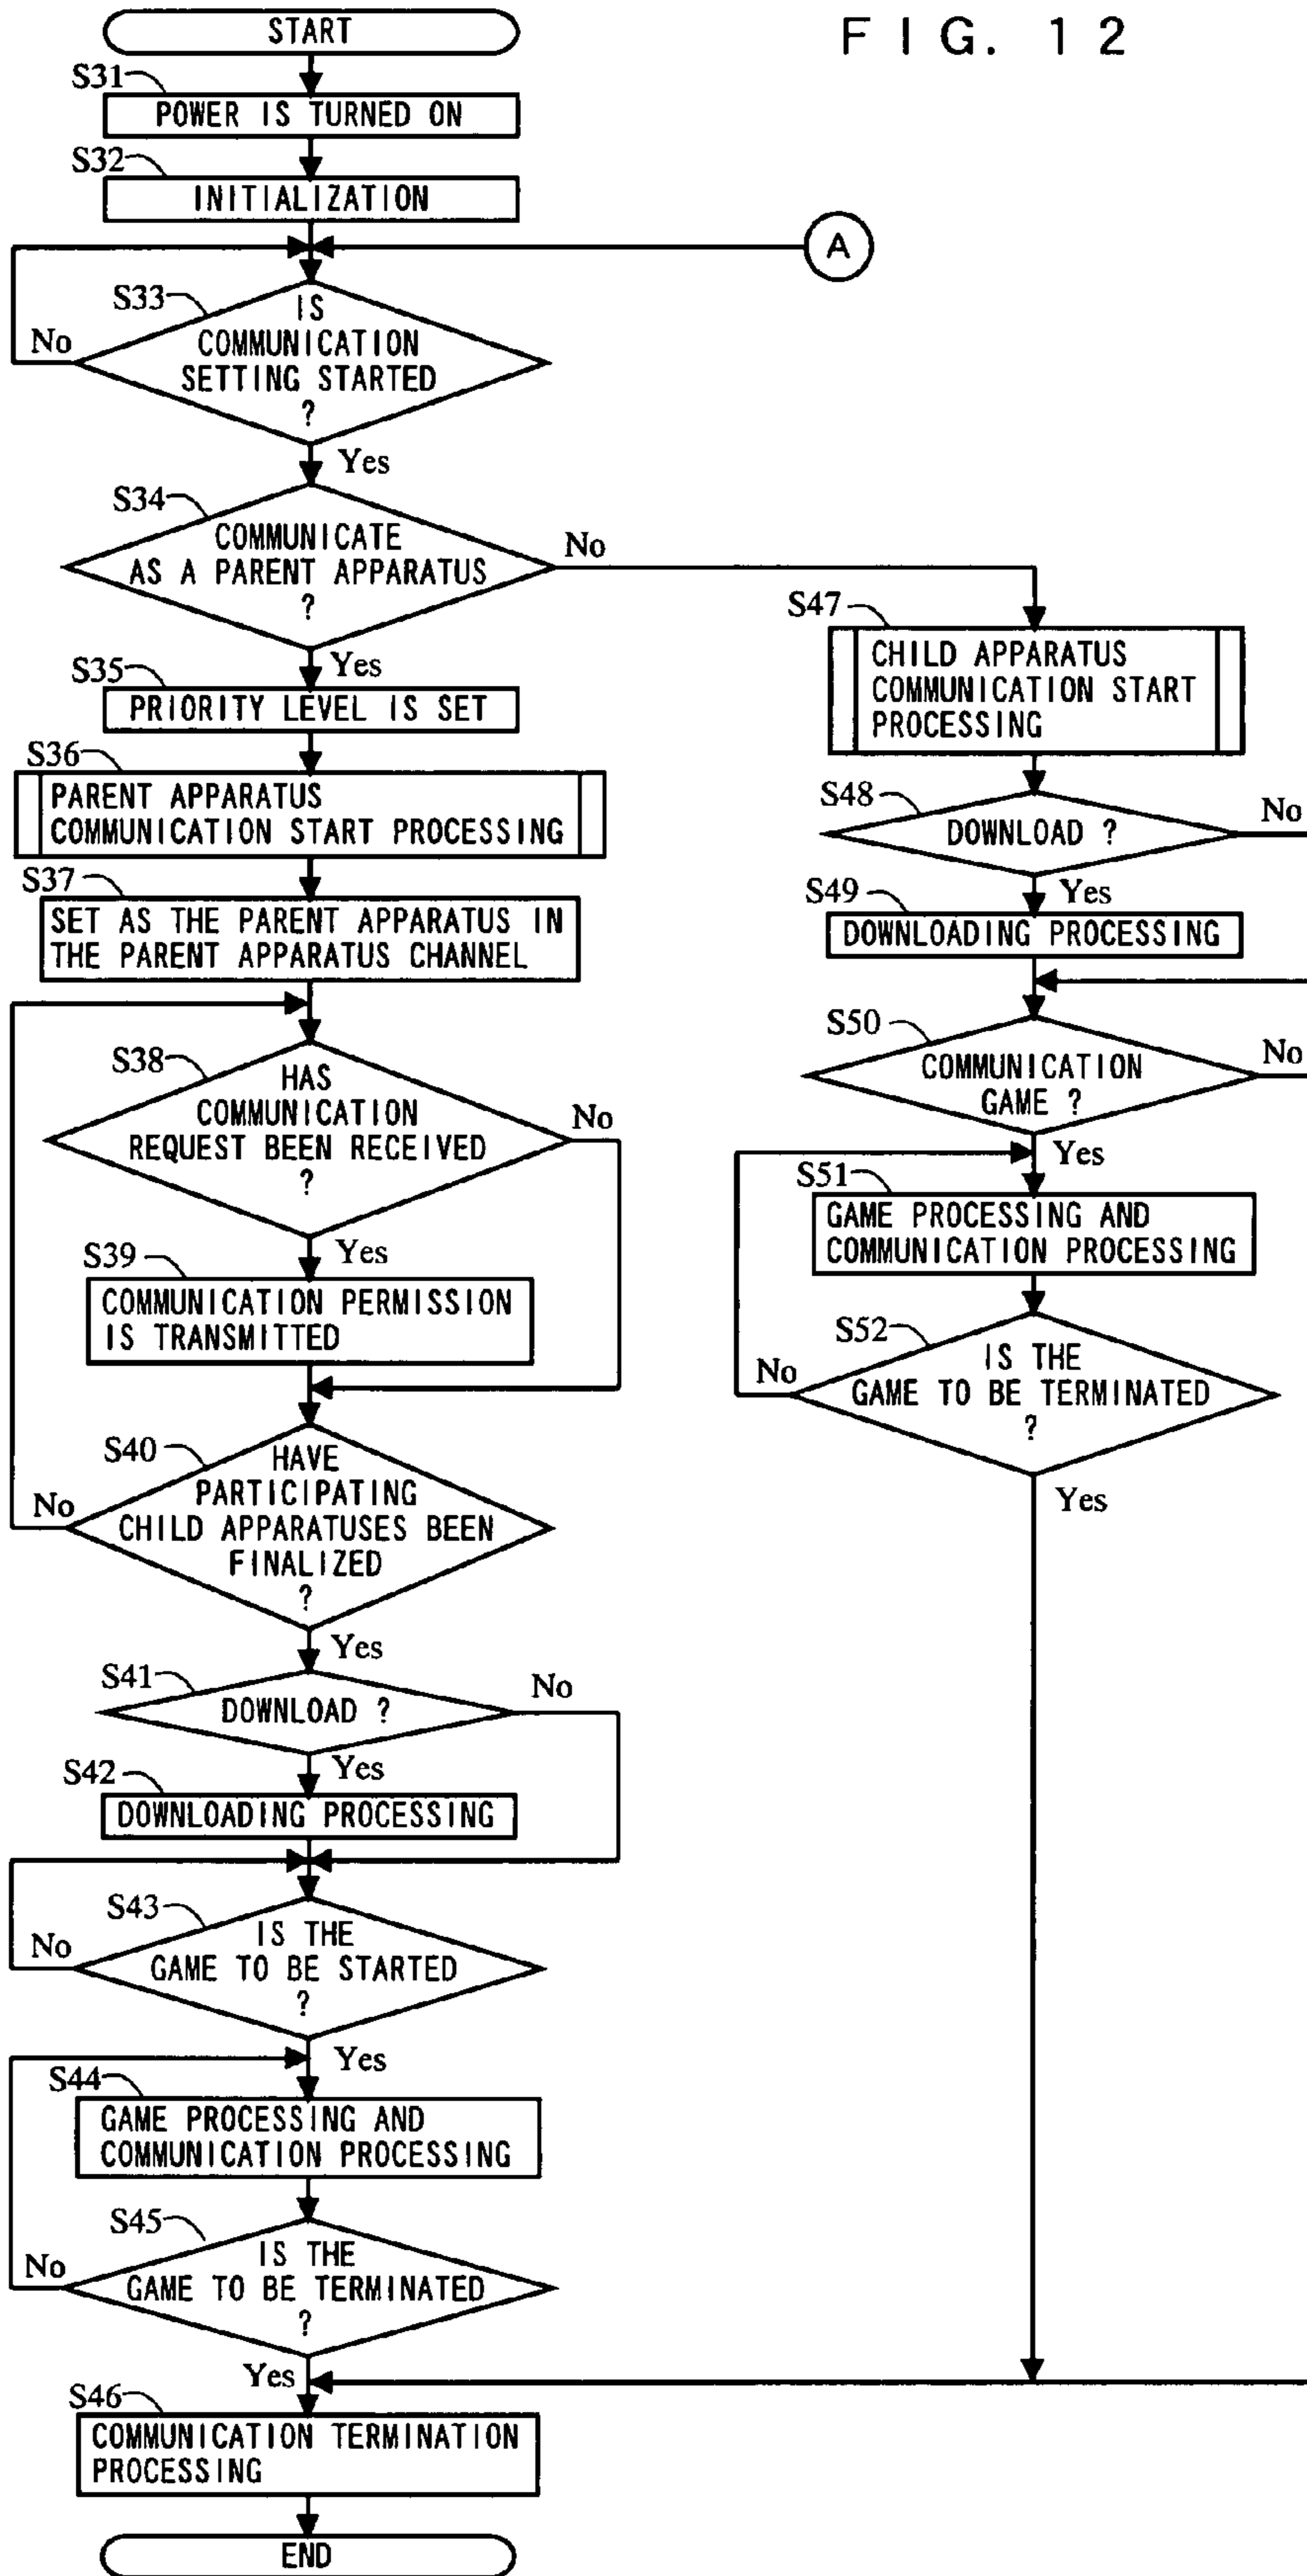 FIG. 12
START
S31
POWER IS TURNED ON
S32
INITIALIZATION
A
S33
IS
COMMUNICATION
SETTING STARTED
?
No
Yes
S34
COMMUNICATE
AS A PARENT APPARATUS
?
No
Yes
S35
PRIORITY LEVEL IS SET
S36
PARENT APPARATUS
COMMUNICATION START PROCESSING
S37
SET AS THE PARENT APPARATUS IN
THE PARENT APPARATUS CHANNEL
S38
HAS
COMMUNICATION
REQUEST BEEN RECEIVED
?
No
Yes
S39
COMMUNICATION PERMISSION
IS TRANSMITTED
S40
HAVE
PARTICIPATING
CHILD APPARATUSES BEEN
FINALIZED
?
No
Yes
S41
DOWNLOAD ?
No
Yes
S42
DOWNLOADING PROCESSING
S43
IS THE
GAME TO BE STARTED
?
No
Yes
S44
GAME PROCESSING AND
COMMUNICATION PROCESSING
S45
IS THE
GAME TO BE TERMINATED
?
No
Yes
S46
COMMUNICATION TERMINATION
PROCESSING
END
S47
CHILD APPARATUS
COMMUNICATION START
PROCESSING
S48
DOWNLOAD ?
No
Yes
S49
DOWNLOADING PROCESSING
S50
COMMUNICATION
GAME ?
No
Yes
S51
GAME PROCESSING AND
COMMUNICATION PROCESSING
S52
IS THE
GAME TO BE TERMINATED
?
No
Yes